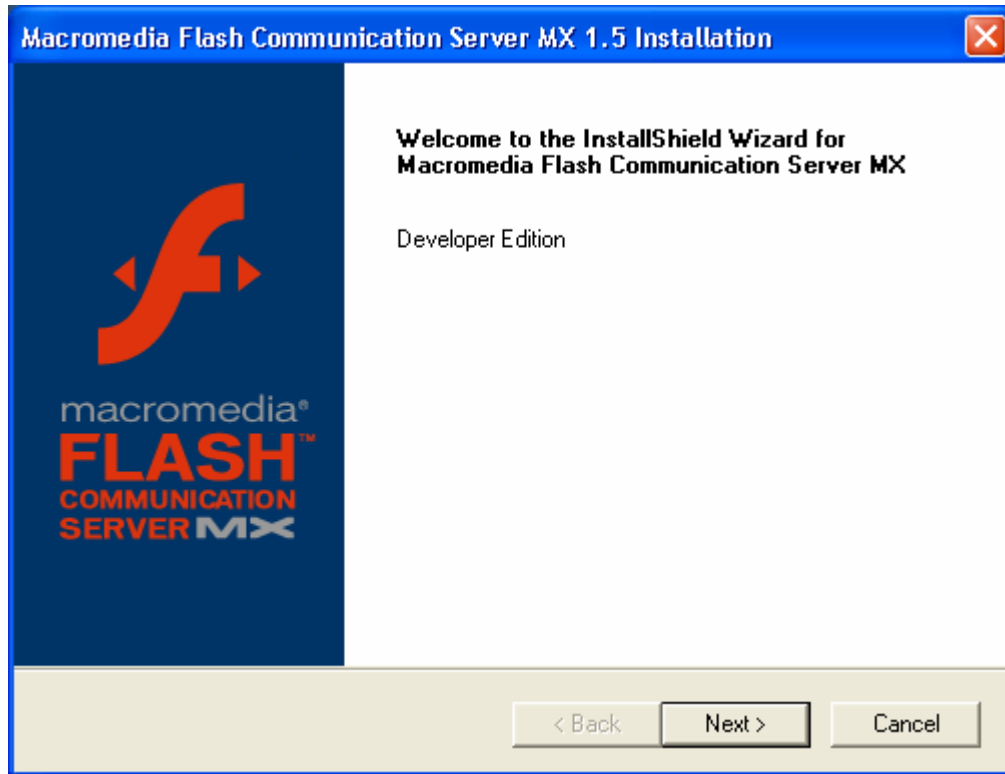 Macromedia Flash Communication Server MX 1.5 Installation
Welcome to the InstallShield Wizard for
Macromedia Flash Communication Server MX
Developer Edition
macromedia®
FLASH™
COMMUNICATION
SERVER MX
< Back
Next >
Cancel